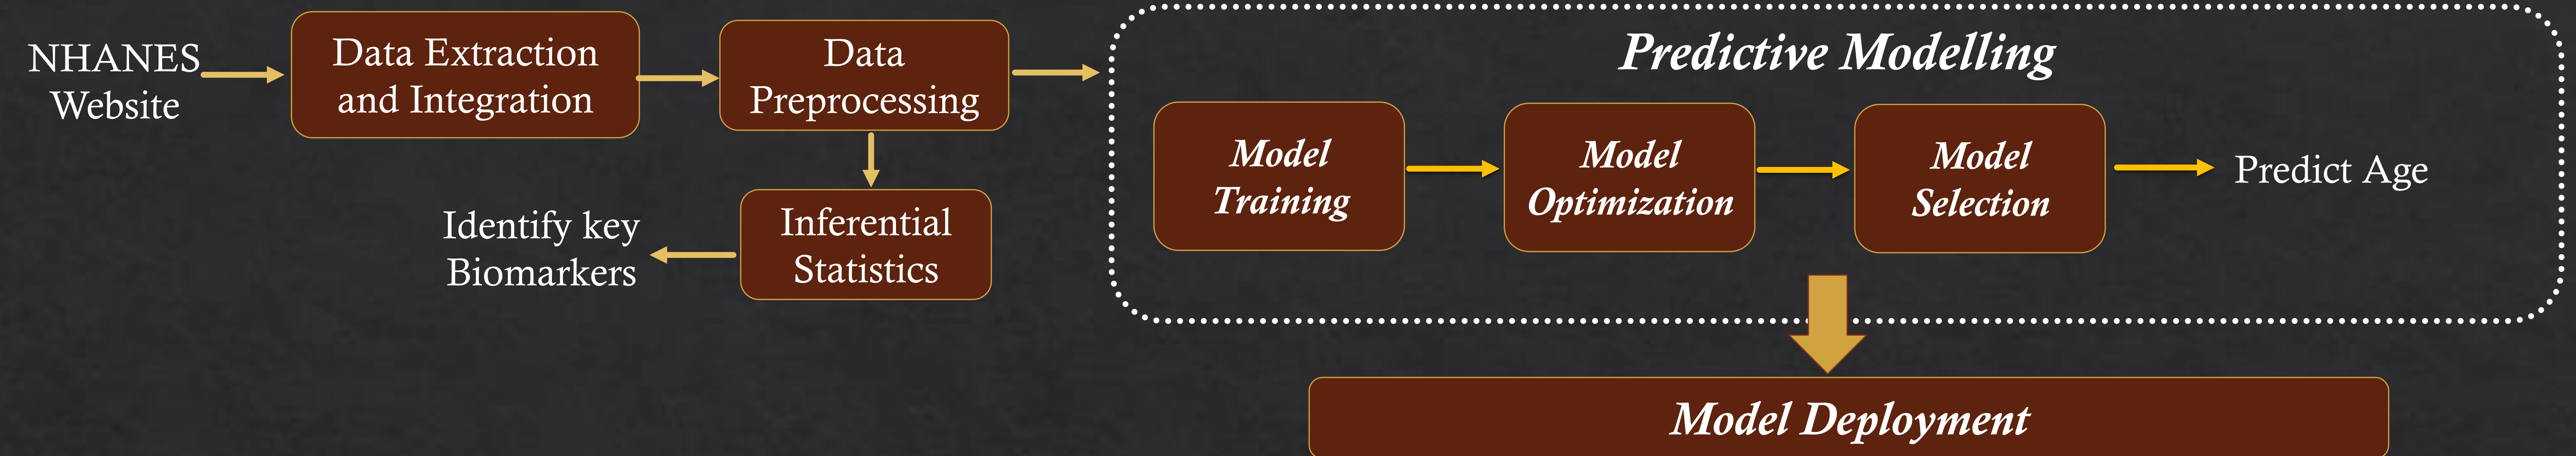 NHANES
Website
Data Extraction
and Integration
Data
Preprocessing
Inferential
Statistics
Identify key
Biomarkers
Predictive Modelling
Model
Training
Model
Optimization
Model
Selection
Predict Age
Model Deployment